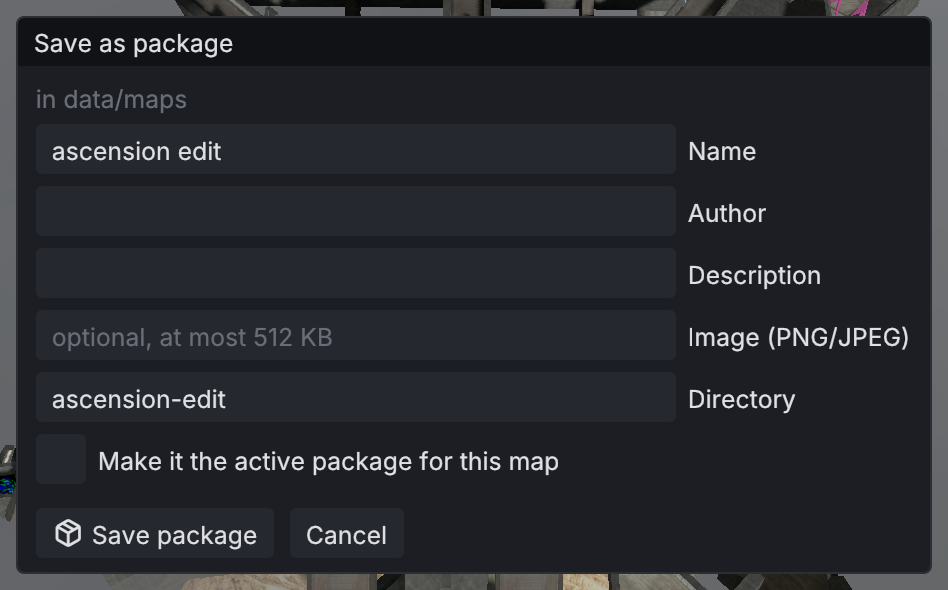 Save as package
in data/maps
ascension edit
Name
Author
Description
optional, at most 512 KB
Image (PNG/JPEG)
ascension-edit
Directory
Make it the active package for this map
Save package
Cancel